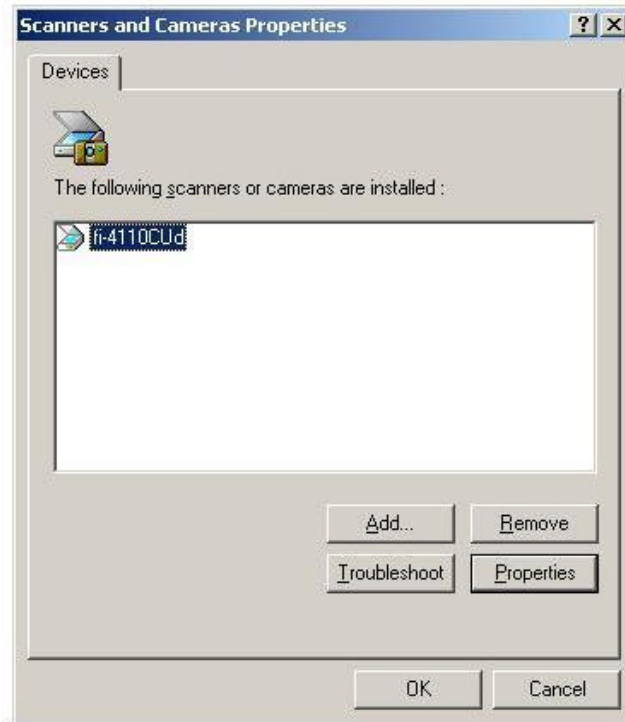 Scanners and Cameras Properties
Devices
The following scanners or cameras are installed :
fi-4110CUd
Add... Remove
Troubleshoot Properties
OK Cancel